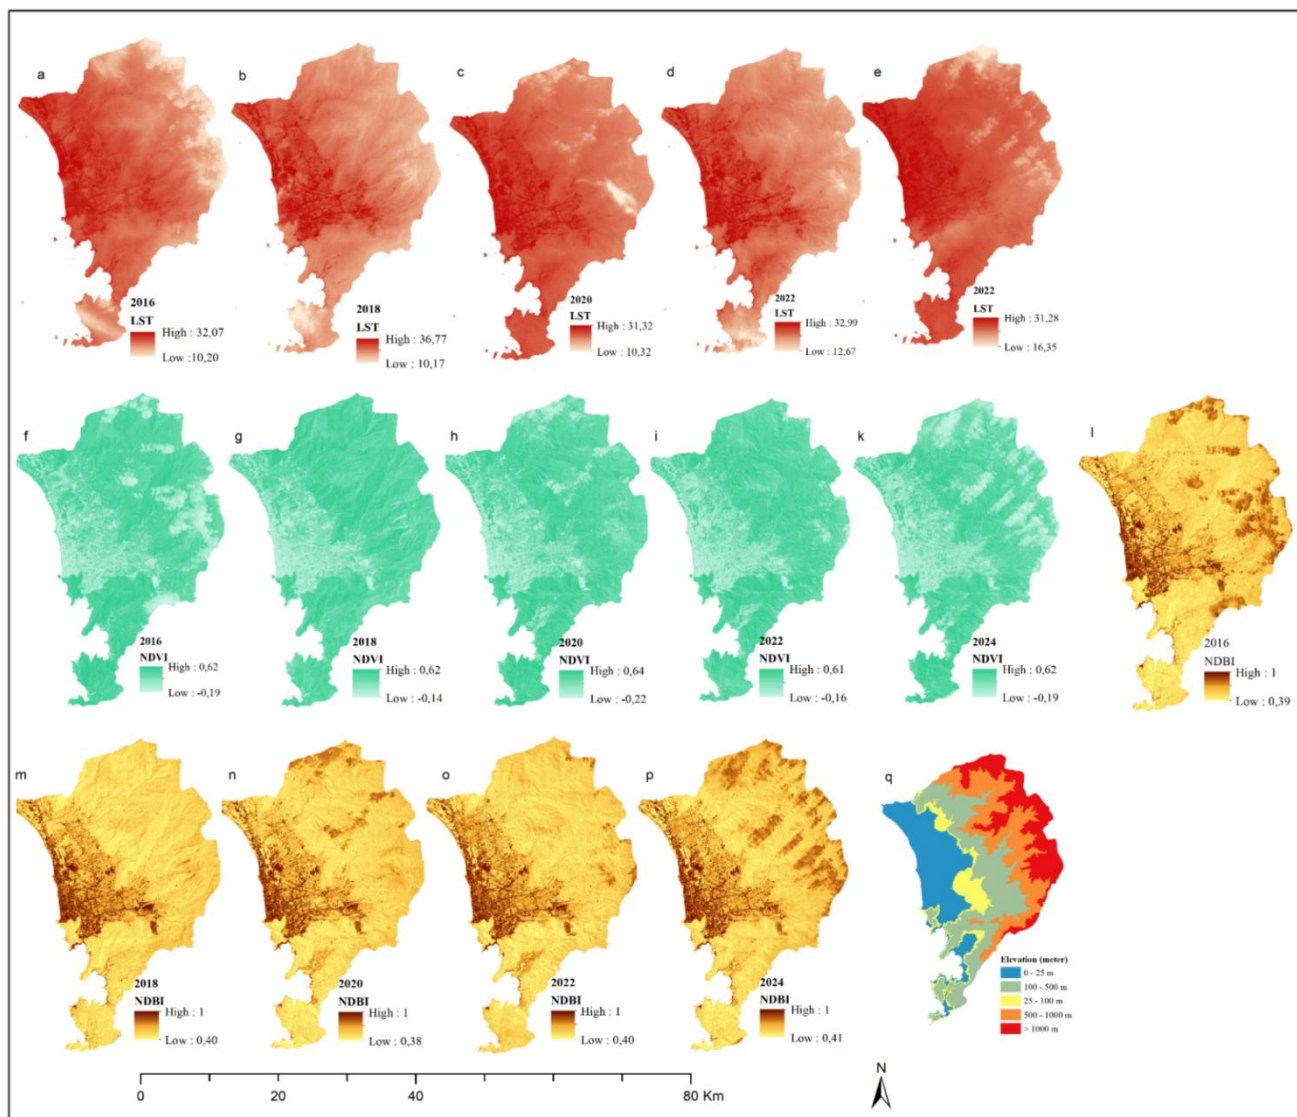 a
b
c
d
e
2016
LST
High : 32,07
Low : 10,20
2018
LST
High : 36,77
Low : 10,17
2020
LST
High : 31,32
Low : 10,32
2022
LST
High : 32,99
Low : 12,67
2022
LST
High : 31,28
Low : 16,35
f
g
h
i
k
l
2016
NDVI
High : 0,62
Low : -0,19
2018
NDVI
High : 0,62
Low : -0,14
2020
NDVI
High : 0,64
Low : -0,22
2022
NDVI
High : 0,61
Low : -0,16
2024
NDVI
High : 0,62
Low : -0,19
2016
NDBI
High : 1
Low : 0,39
m
n
o
p
q
2018
NDBI
High : 1
Low : 0,40
2020
NDBI
High : 1
Low : 0,38
2022
NDBI
High : 1
Low : 0,40
2024
NDBI
High : 1
Low : 0,41
Elevation (meter)
0 - 25 m
100 - 500 m
25 - 100 m
500 - 1000 m
> 1000 m
0 20 40 80 Km
N